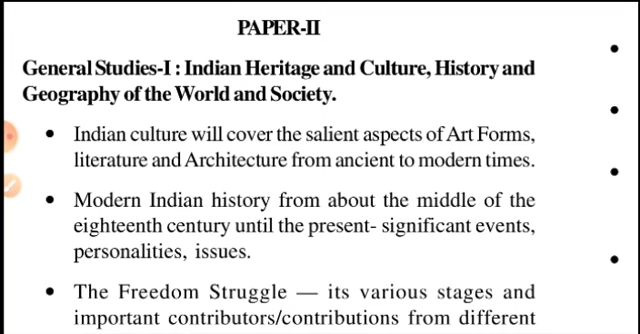 PAPER-II
General Studies-I : Indian Heritage and Culture, History and
Geography of the World and Society.
• Indian culture will cover the salient aspects of Art Forms,
literature and Architecture from ancient to modern times.
• Modern Indian history from about the middle of the
eighteenth century until the present- significant events,
personalities, issues.
• The Freedom Struggle — its various stages and
important contributors/contributions from different